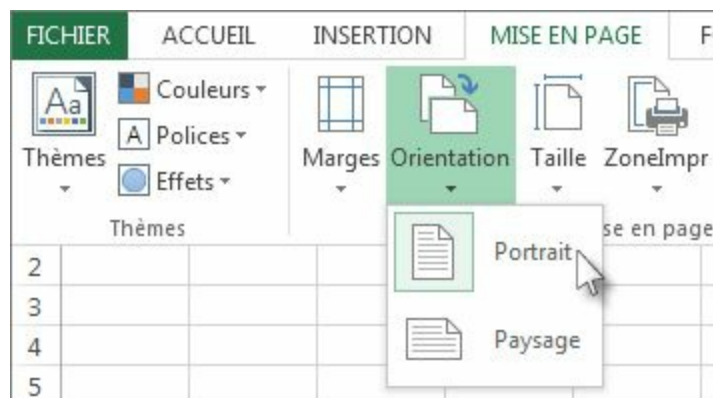 FICHIER ACCUEIL INSERTION MISE EN PAGE
Aa Couleurs
A Polices
Thèmes Effets Marges Orientation Taille ZoneImpr
Thèmes se en page
Portrait
Paysage
2
3
4
5